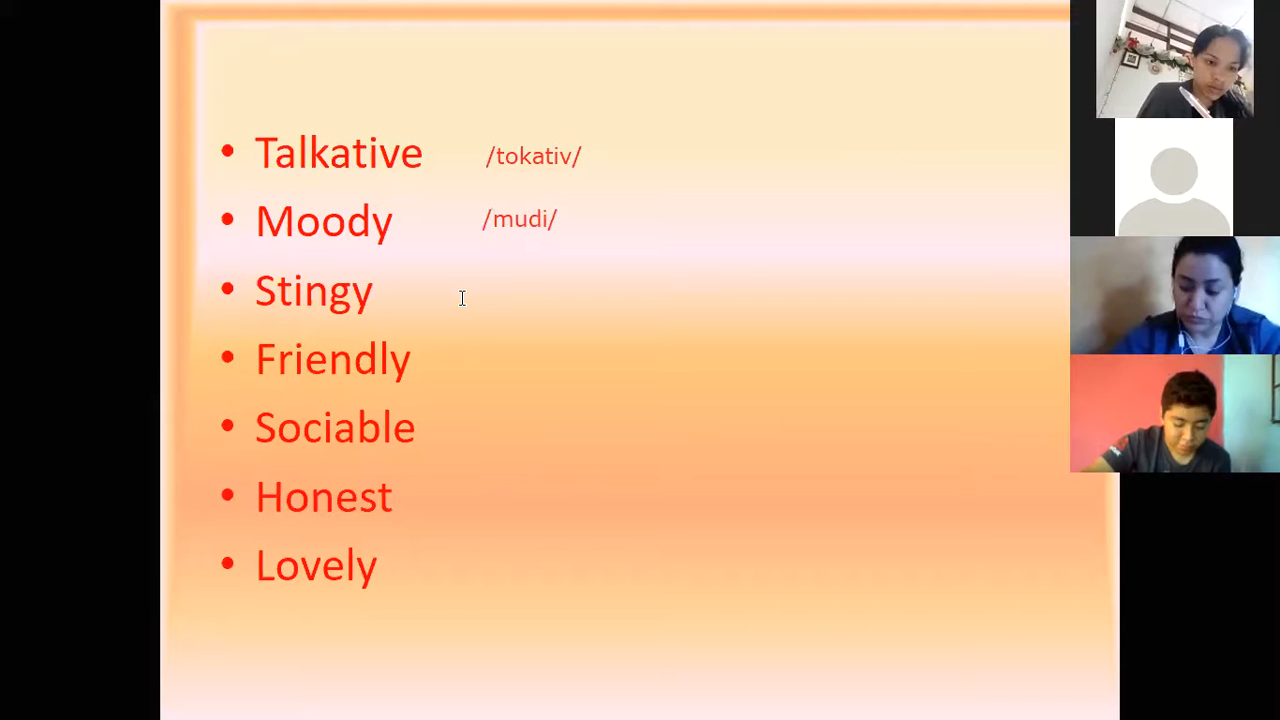 • Talkative /tokativ/
• Moody /mudi/
• Stingy
• Friendly
• Sociable
• Honest
• Lovely